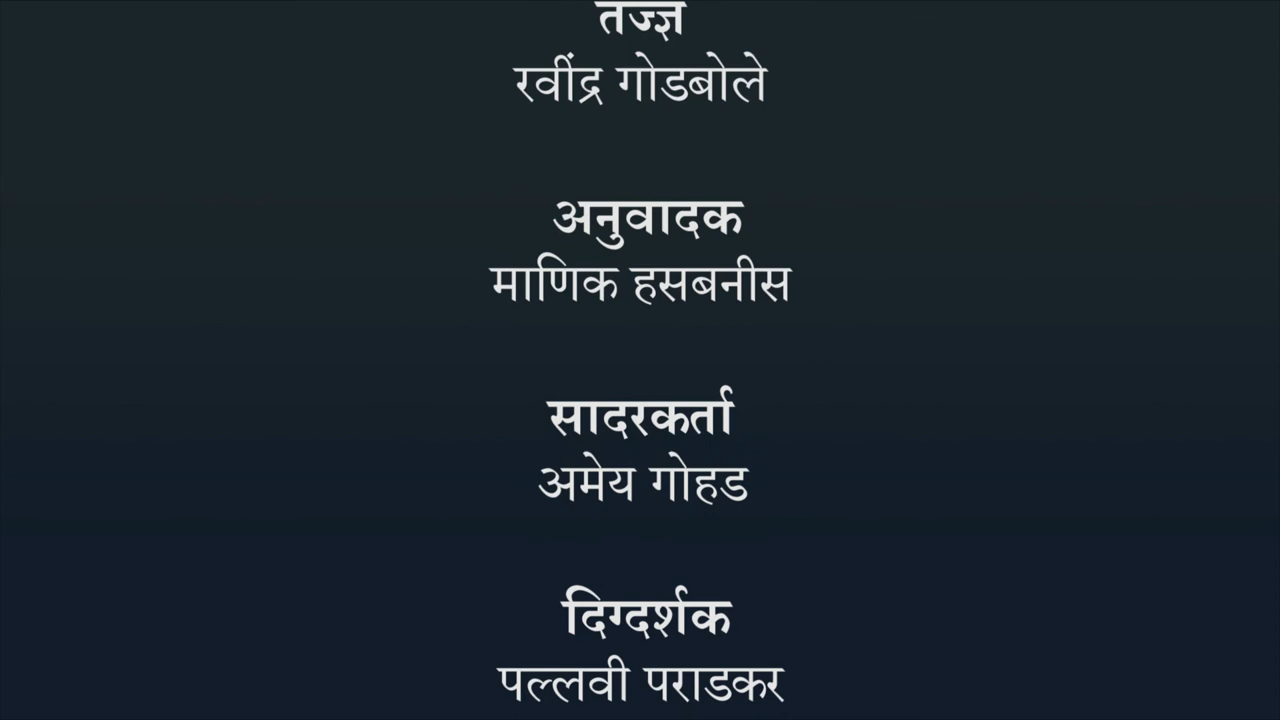 तज्ज्ञ
रवींद्र गोडबोले
अनुवादक
माणिक हसबनीस
सादरकर्ता
अमेय गोहड
दिग्दर्शक
पल्लवी पराडकर